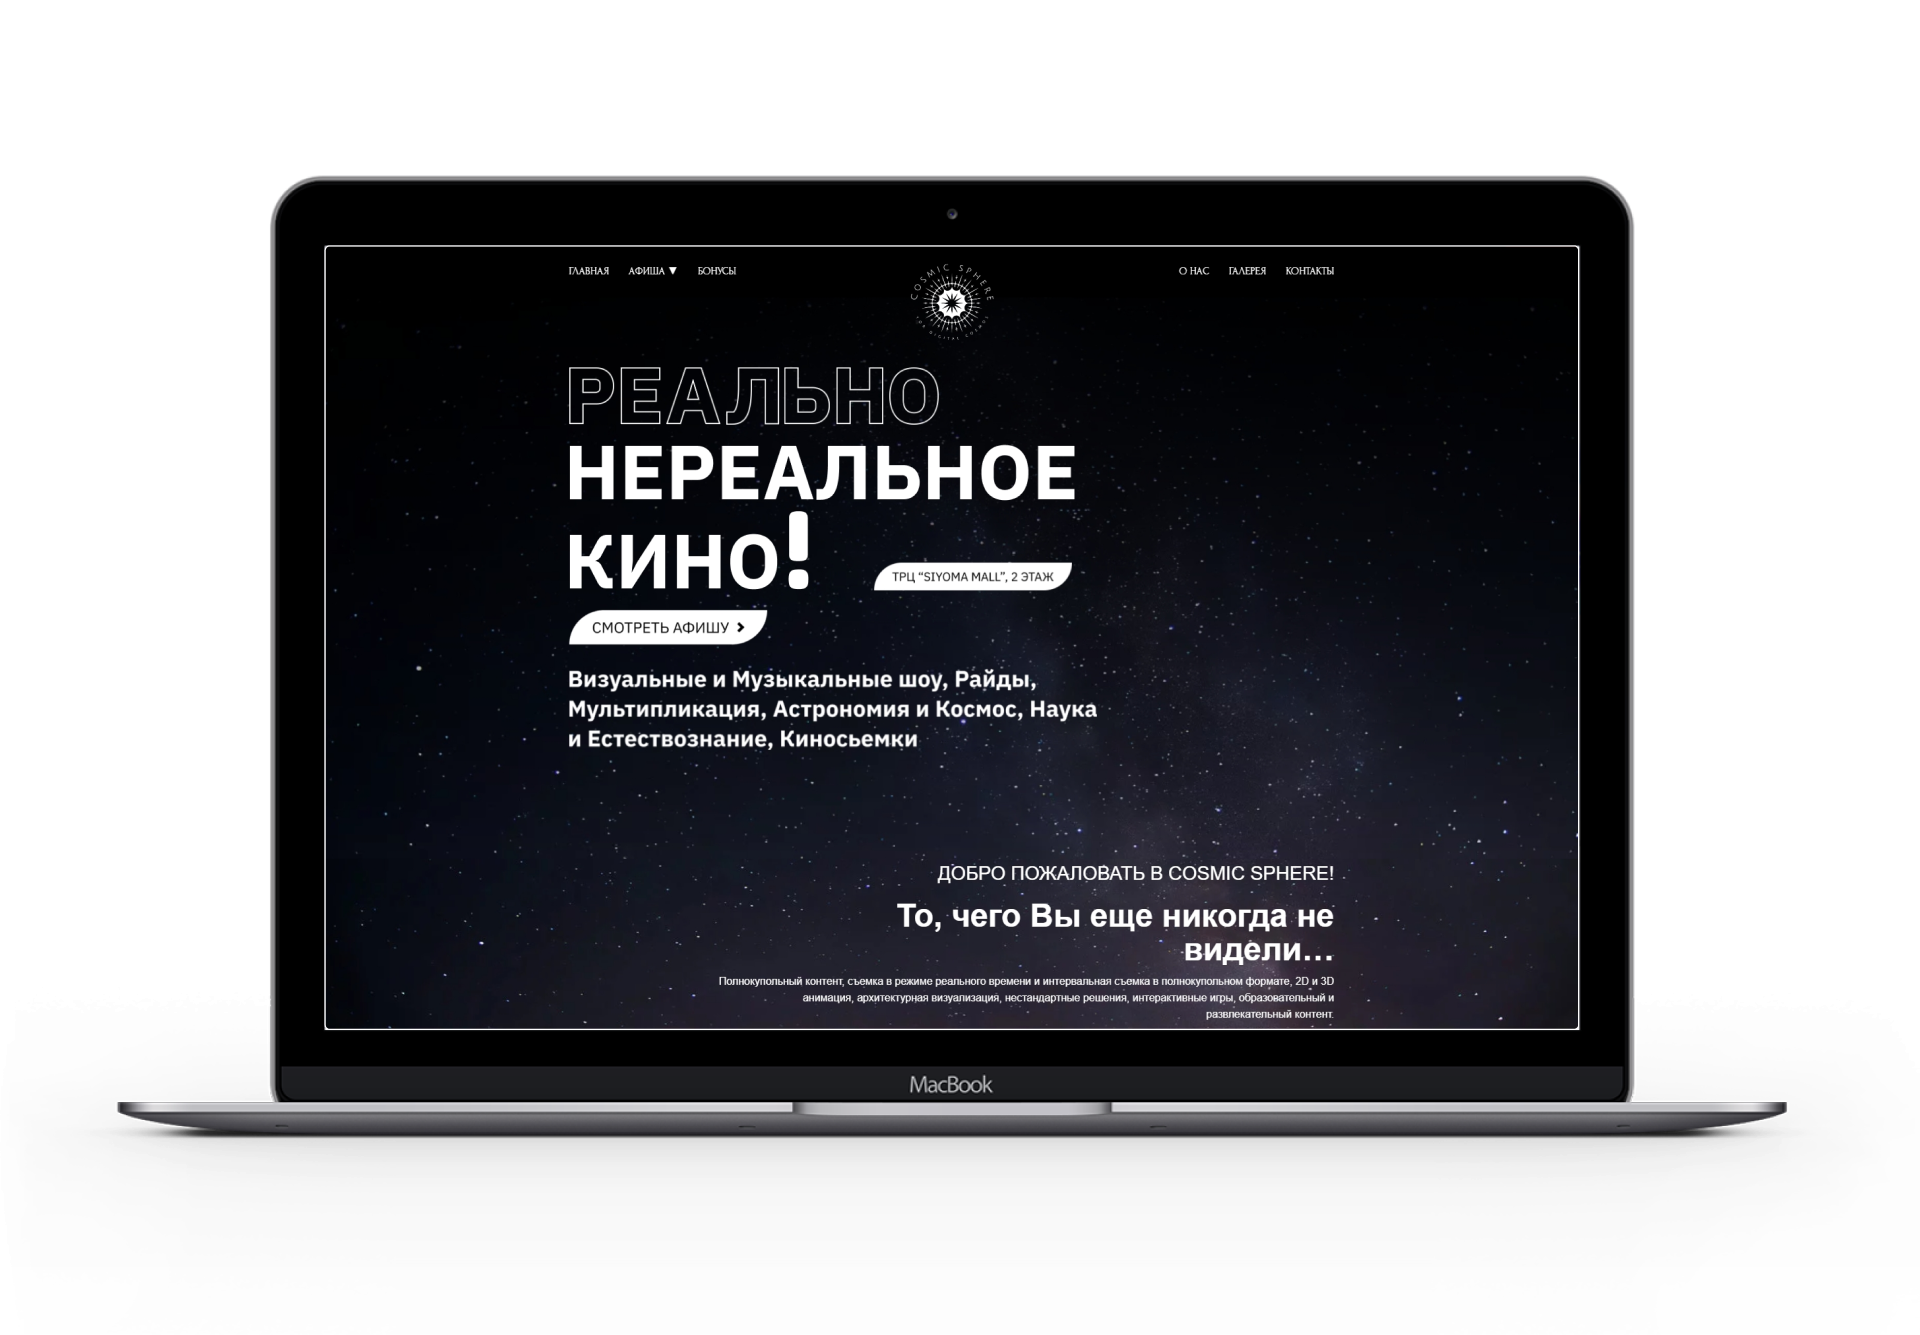 ГЛАВНАЯ АФИША ▼ БОНУСЫ
COSMIC SPHERE
О НАС ГАЛЕРЕЯ КОНТАКТЫ
РЕАЛЬНО
НЕРЕАЛЬНОЕ
КИНО!
ТРЦ “SIYOMA MALL”, 2 ЭТАЖ
СМОТРЕТЬ АФИШУ
Визуальные и Музыкальные шоу, Райды,
Мультипликация, Астрономия и Космос, Наука
и Естествознание, Киносьемки
ДОБРО ПОЖАЛОВАТЬ В COSMIC SPHERE!
То, чего Вы еще никогда не
видели...
Полнокупольный контент, съемка в режиме реального времени и интервальная съемка в полнокупольном формате, 2D и 3D
анимация, архитектурная визуализация, нестандартные решения, интерактивные игры, образовательный и
развлекательный контент.
MacBook